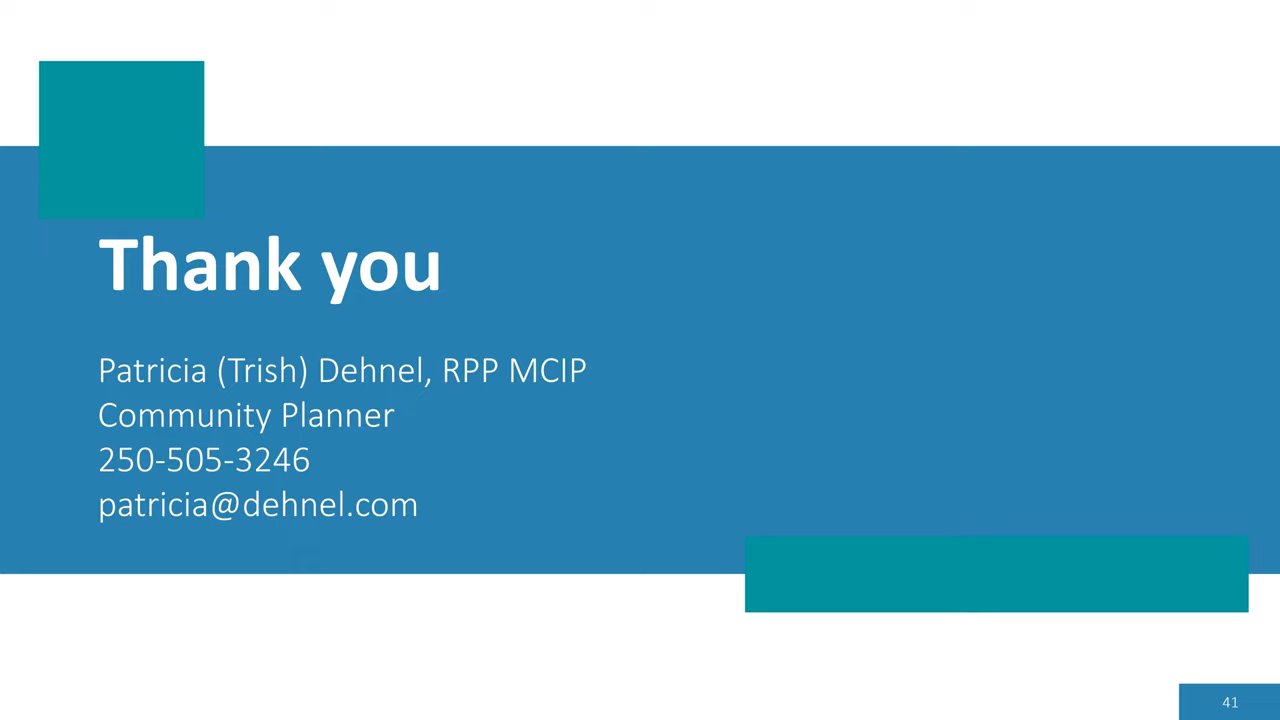 Thank you
Patricia (Trish) Dehnel, RPP MCIP
Community Planner
250-505-3246
patricia@dehnel.com
41